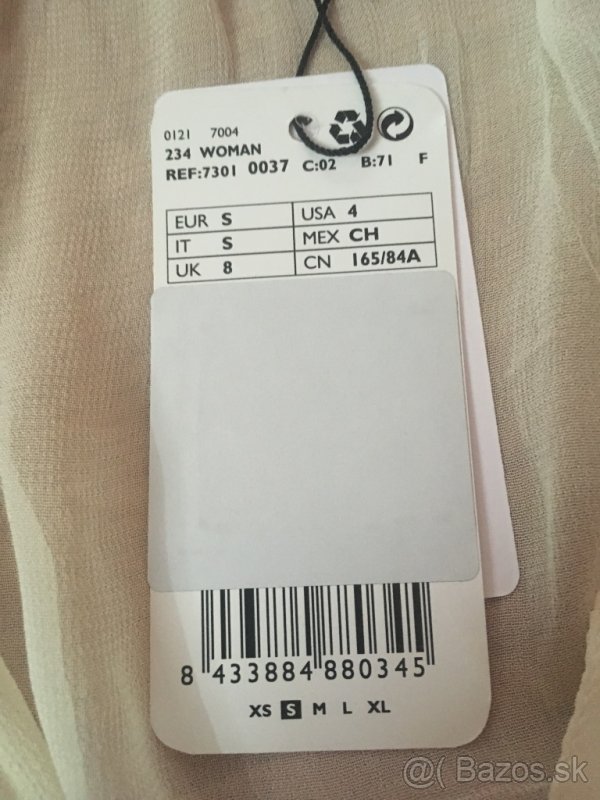 0121 7004
234 WOMAN
REF:7301 0037 C:02 B:71 F
EUR S USA 4
IT S MEX CH
UK 8 CN 165/84A
8 433884 880345
XS S M L XL
@( Bazos.sk